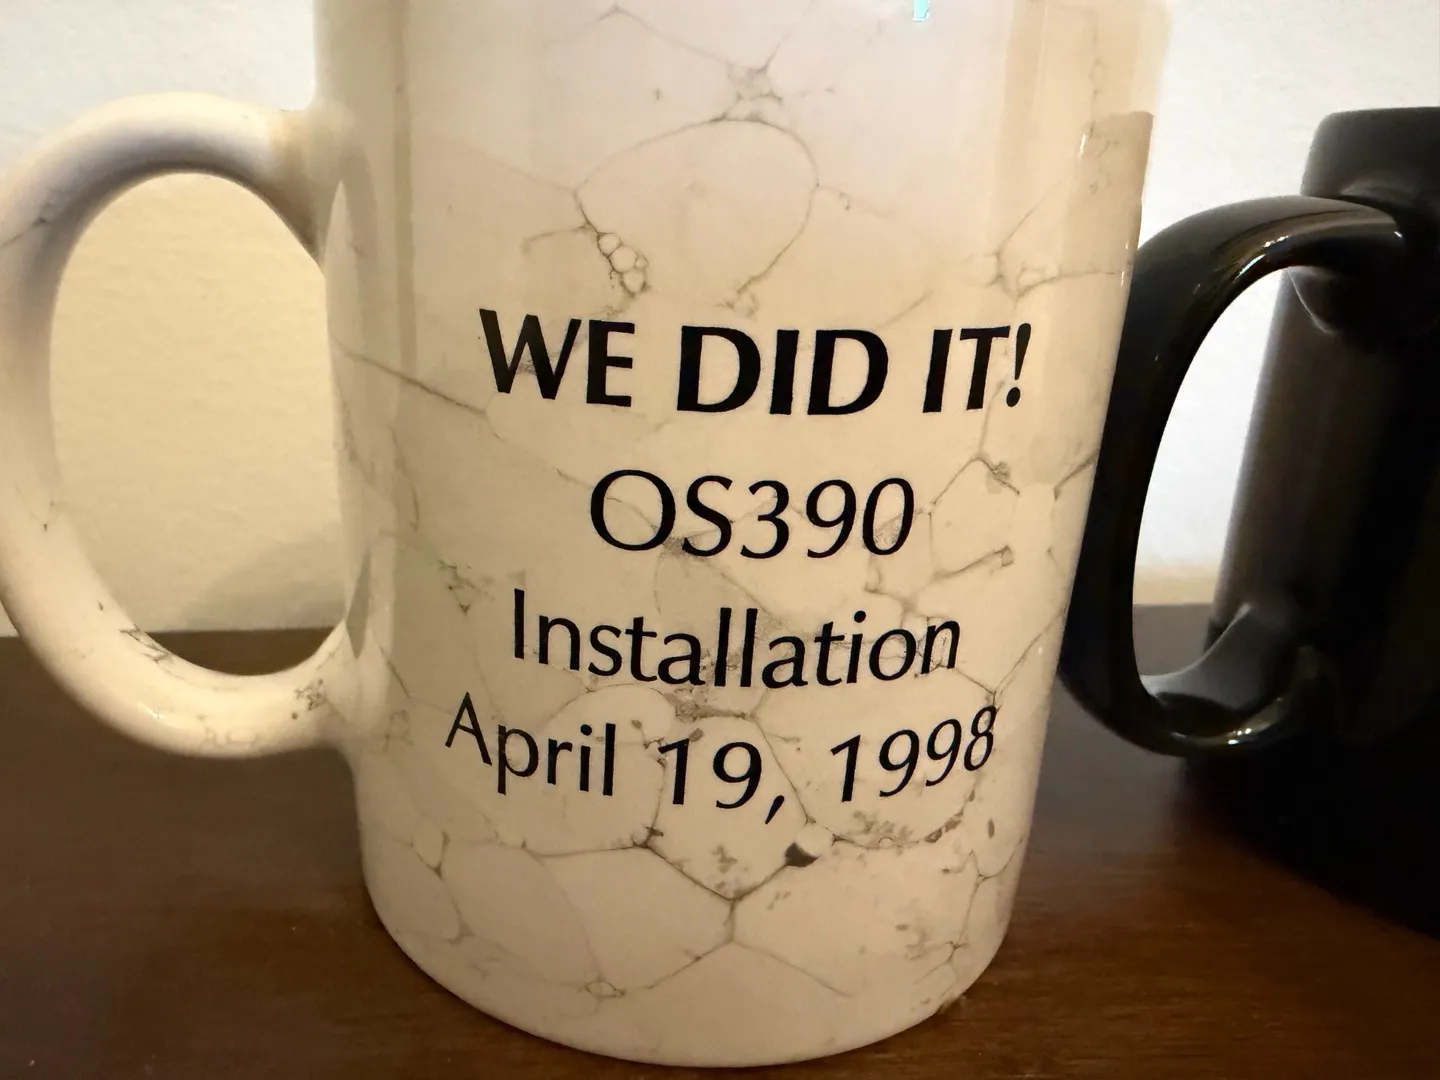 WE DID IT!
OS390
Installation
April 19, 1998